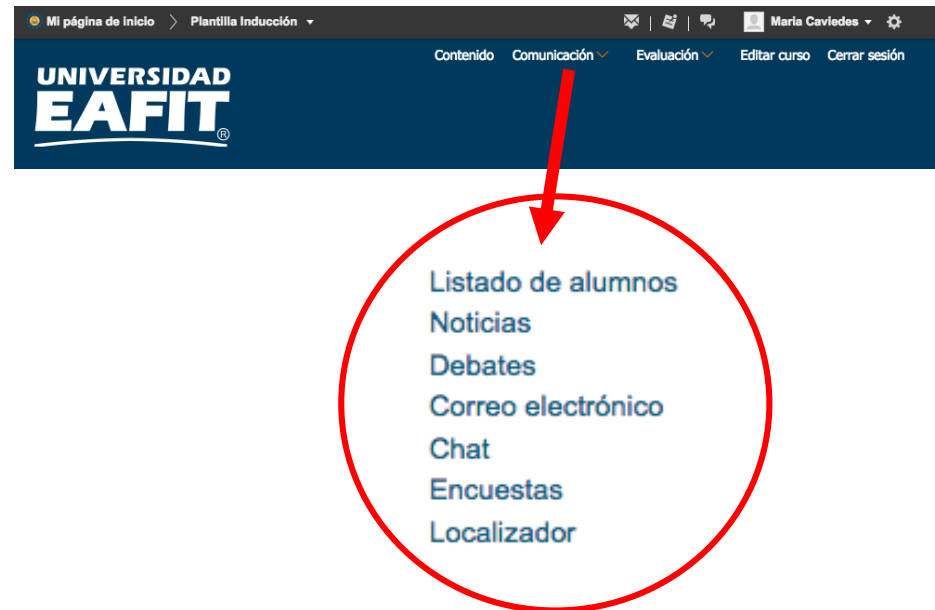 Mi página de inicio > Plantilla Inducción
Maria Caviedes
Contenido Comunicación Evaluación Editar curso Cerrar sesión
UNIVERSIDAD
EAFIT®
Listado de alumnos
Noticias
Debates
Correo electrónico
Chat
Encuestas
Localizador